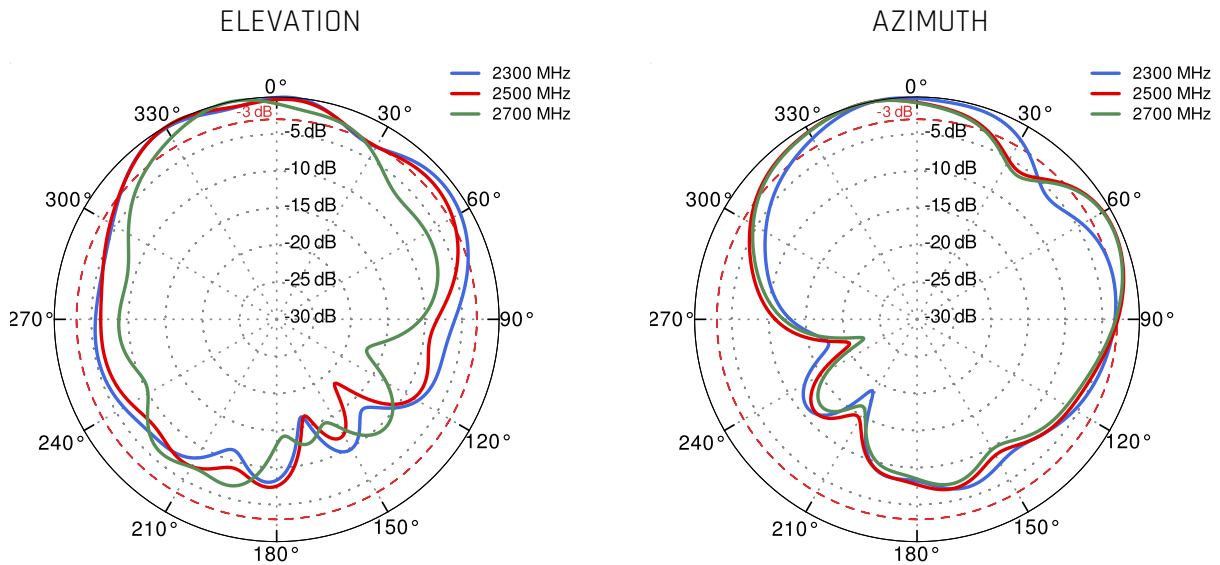 ELEVATION
2300 MHz
2500 MHz
2700 MHz
0°
30°
60°
90°
120°
150°
180°
210°
240°
270°
300°
330°
-3 dB
-5 dB
-10 dB
-15 dB
-20 dB
-25 dB
-30 dB
AZIMUTH
2300 MHz
2500 MHz
2700 MHz
0°
30°
60°
90°
120°
150°
180°
210°
240°
270°
300°
330°
-3 dB
-5 dB
-10 dB
-15 dB
-20 dB
-25 dB
-30 dB